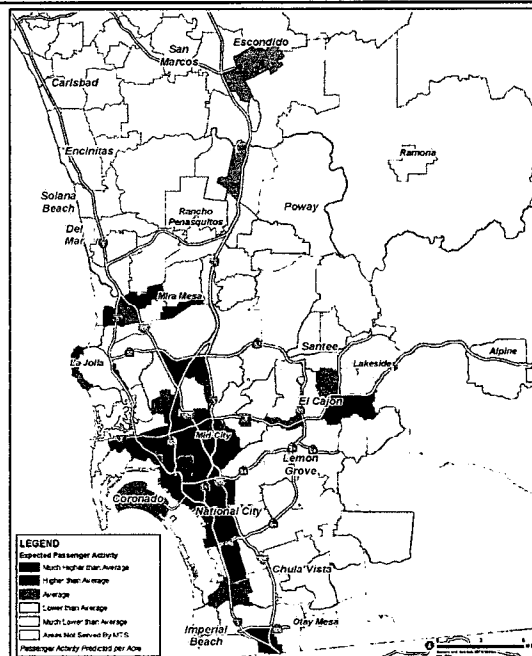 San
Marcos
Escondido
Carlsbad
Encinitas
Ramona
Solana
Beach
Rancho
Penasquitos
Poway
Del
Mar
Mira Mesa
Santee
La Jolla
Lakeside
Alpine
El Cajon
Mid City
Lemon
Grove
Coronado
National City
Chula Vista
Imperial
Beach
Otay Mesa
LEGEND
Expected Passenger Activity
Much Higher than Average
Higher than Average
Average
Lower than Average
Much Lower than Average
Areas Not Served By MTS
Passenger Activity Predicted per Acre